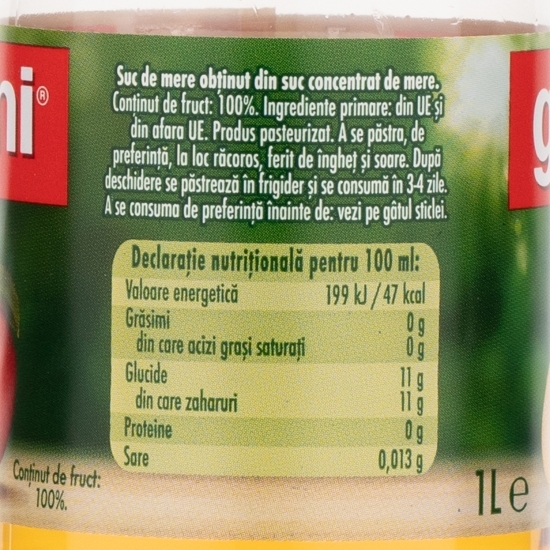 ni®
Suc de mere obținut din suc concentrat de mere.
Conținut de fruct: 100%. Ingrediente primare: din UE și
din afara UE. Produs pasteurizat. A se păstra, de
preferință, la loc răcoros, ferit de îngheț și soare. După
deschidere se păstrează în frigider și se consumă în 3-4 zile.
A se consuma de preferință înainte de: vezi pe gâtul sticlei.
g
Declarație nutrițională pentru 100 ml:
Valoare energetică 199 kJ / 47 kcal
Grăsimi 0 g
din care acizi grași saturați 0 g
Glucide 11 g
din care zaharuri 11 g
Proteine 0 g
Sare 0,013 g
Conținut de fruct:
100%.
1L e